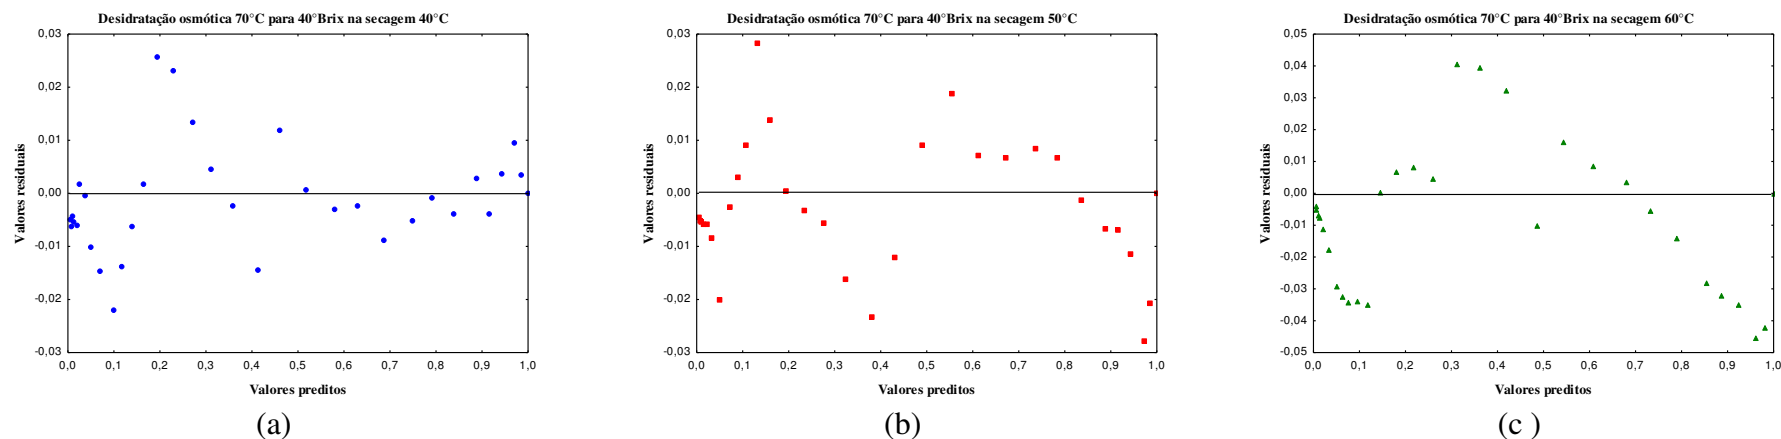 Desidratação osmótica 70°C para 40°Brix na secagem 40°C
0,03
0,02
0,01
0,00
-0,01
-0,02
-0,03
Valores residuais
0,0 0,1 0,2 0,3 0,4 0,5 0,6 0,7 0,8 0,9 1,0
Valores preditos
(a)
Desidratação osmótica 70°C para 40°Brix na secagem 50°C
0,03
0,02
0,01
0,00
-0,01
-0,02
-0,03
Valores residuais
0,0 0,1 0,2 0,3 0,4 0,5 0,6 0,7 0,8 0,9 1,0
Valores preditos
(b)
Desidratação osmótica 70°C para 40°Brix na secagem 60°C
0,05
0,04
0,03
0,02
0,01
0,00
-0,01
-0,02
-0,03
-0,04
-0,05
Valores residuais
0,0 0,1 0,2 0,3 0,4 0,5 0,6 0,7 0,8 0,9 1,0
Valores preditos
(c )